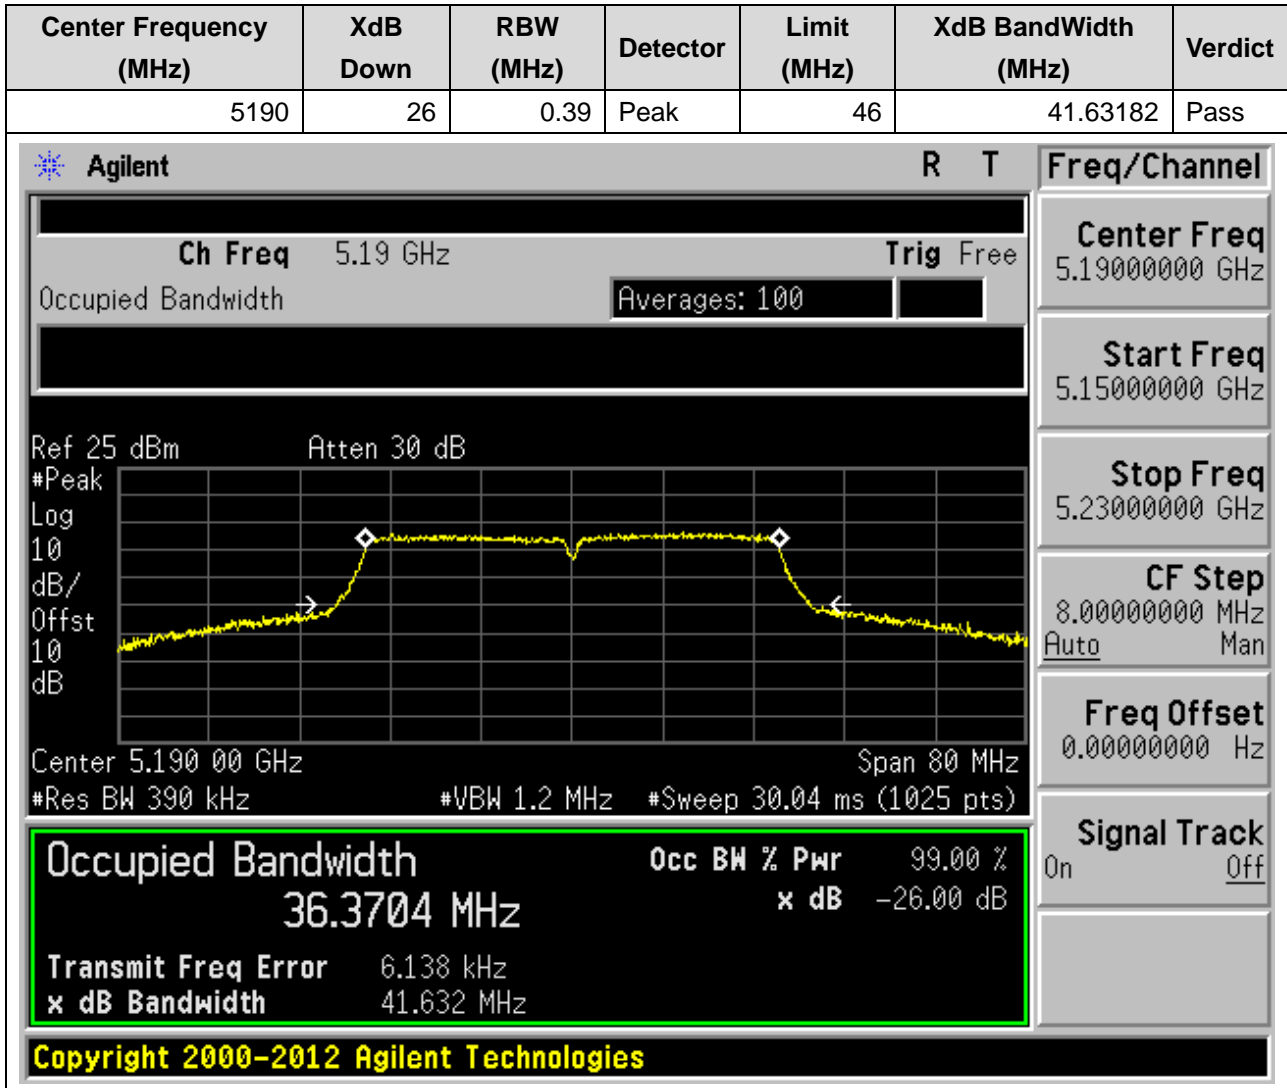 Center Frequency (MHz) XdB Down RBW (MHz) Detector Limit (MHz) XdB BandWidth (MHz) Verdict
5190 26 0.39 Peak 46 41.63182 Pass
Agilent R T
Ch Freq 5.19 GHz Trig Free
Occupied Bandwidth Averages: 100
Ref 25 dBm Atten 30 dB
#Peak
Log
10
dB/
Offst
10
dB
Center 5.190 00 GHz Span 80 MHz
#Res BW 390 kHz #VBW 1.2 MHz #Sweep 30.04 ms (1025 pts)
Occupied Bandwidth Occ BW % Pwr 99.00 %
36.3704 MHz x dB -26.00 dB
Transmit Freq Error 6.138 kHz
x dB Bandwidth 41.632 MHz
Copyright 2000-2012 Agilent Technologies
Freq/Channel
Center Freq
5.19000000 GHz
Start Freq
5.15000000 GHz
Stop Freq
5.23000000 GHz
CF Step
8.00000000 MHz
Auto Man
Freq Offset
0.00000000 Hz
Signal Track
On Off